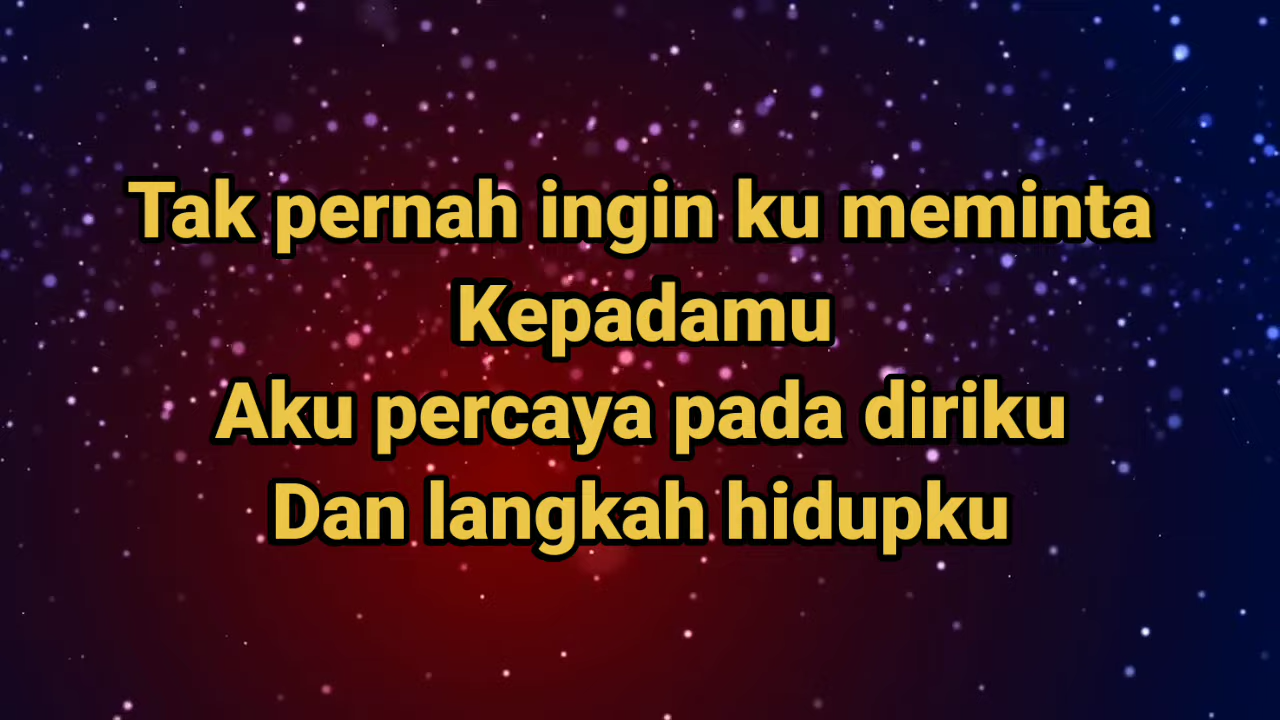 Tak pernah ingin ku meminta
Kepadamu
Aku percaya pada diriku
Dan langkah hidupku